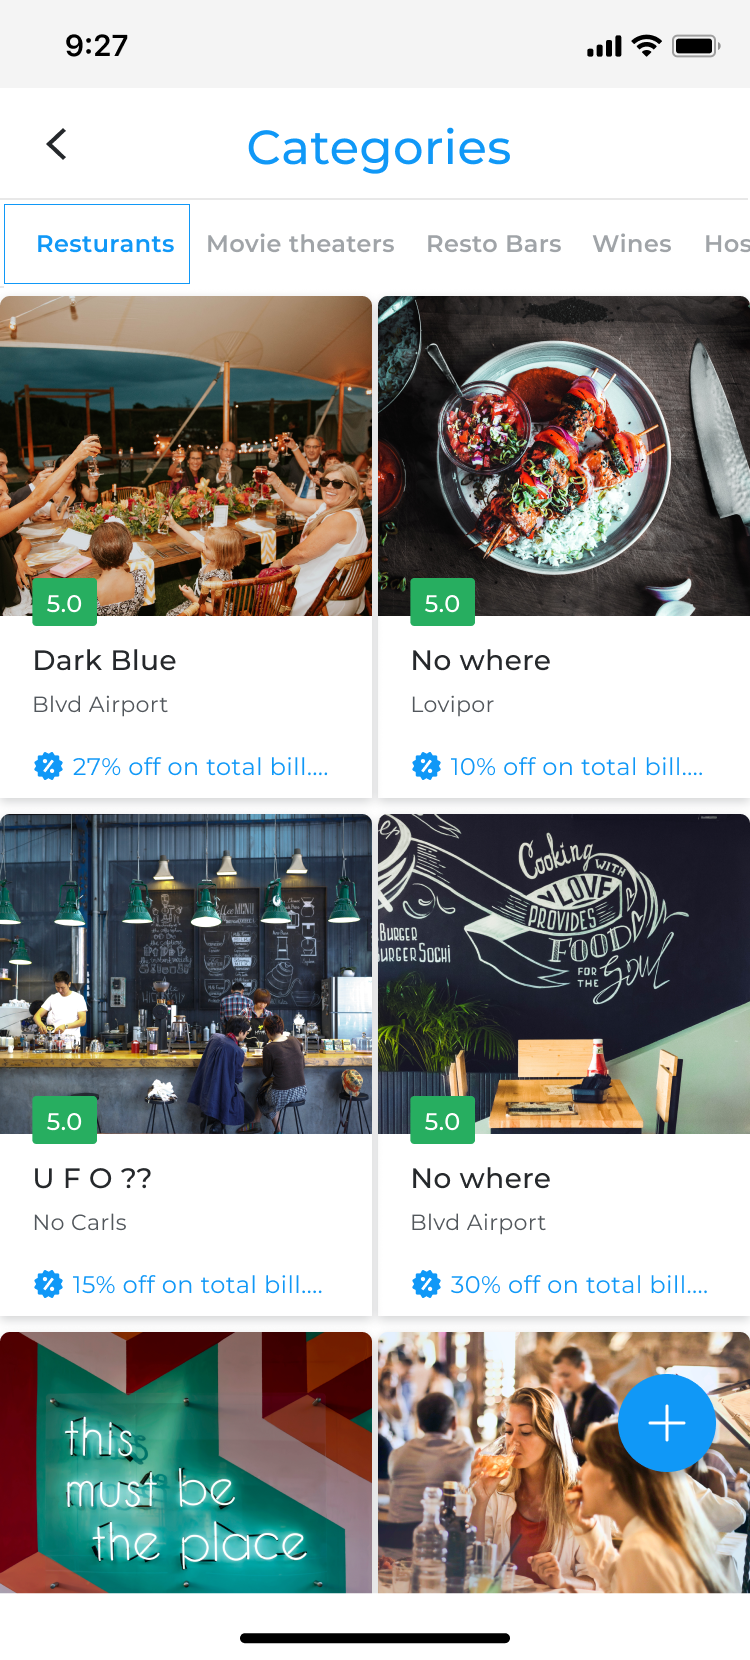 9:27
Categories
Resturants Movie theaters Resto Bars Wines Hos
5.0
Dark Blue
Blvd Airport
27% off on total bill....
5.0
No where
Lovipor
10% off on total bill....
Coffee MENU
5.0
U F O ??
No Carls
15% off on total bill....
Cooking
WITH
LOVE
PROVIDES
FOOD
FOR
THE
Soul
BURGER
BURGER SOCHI
5.0
No where
Blvd Airport
30% off on total bill....
this
must be
the place